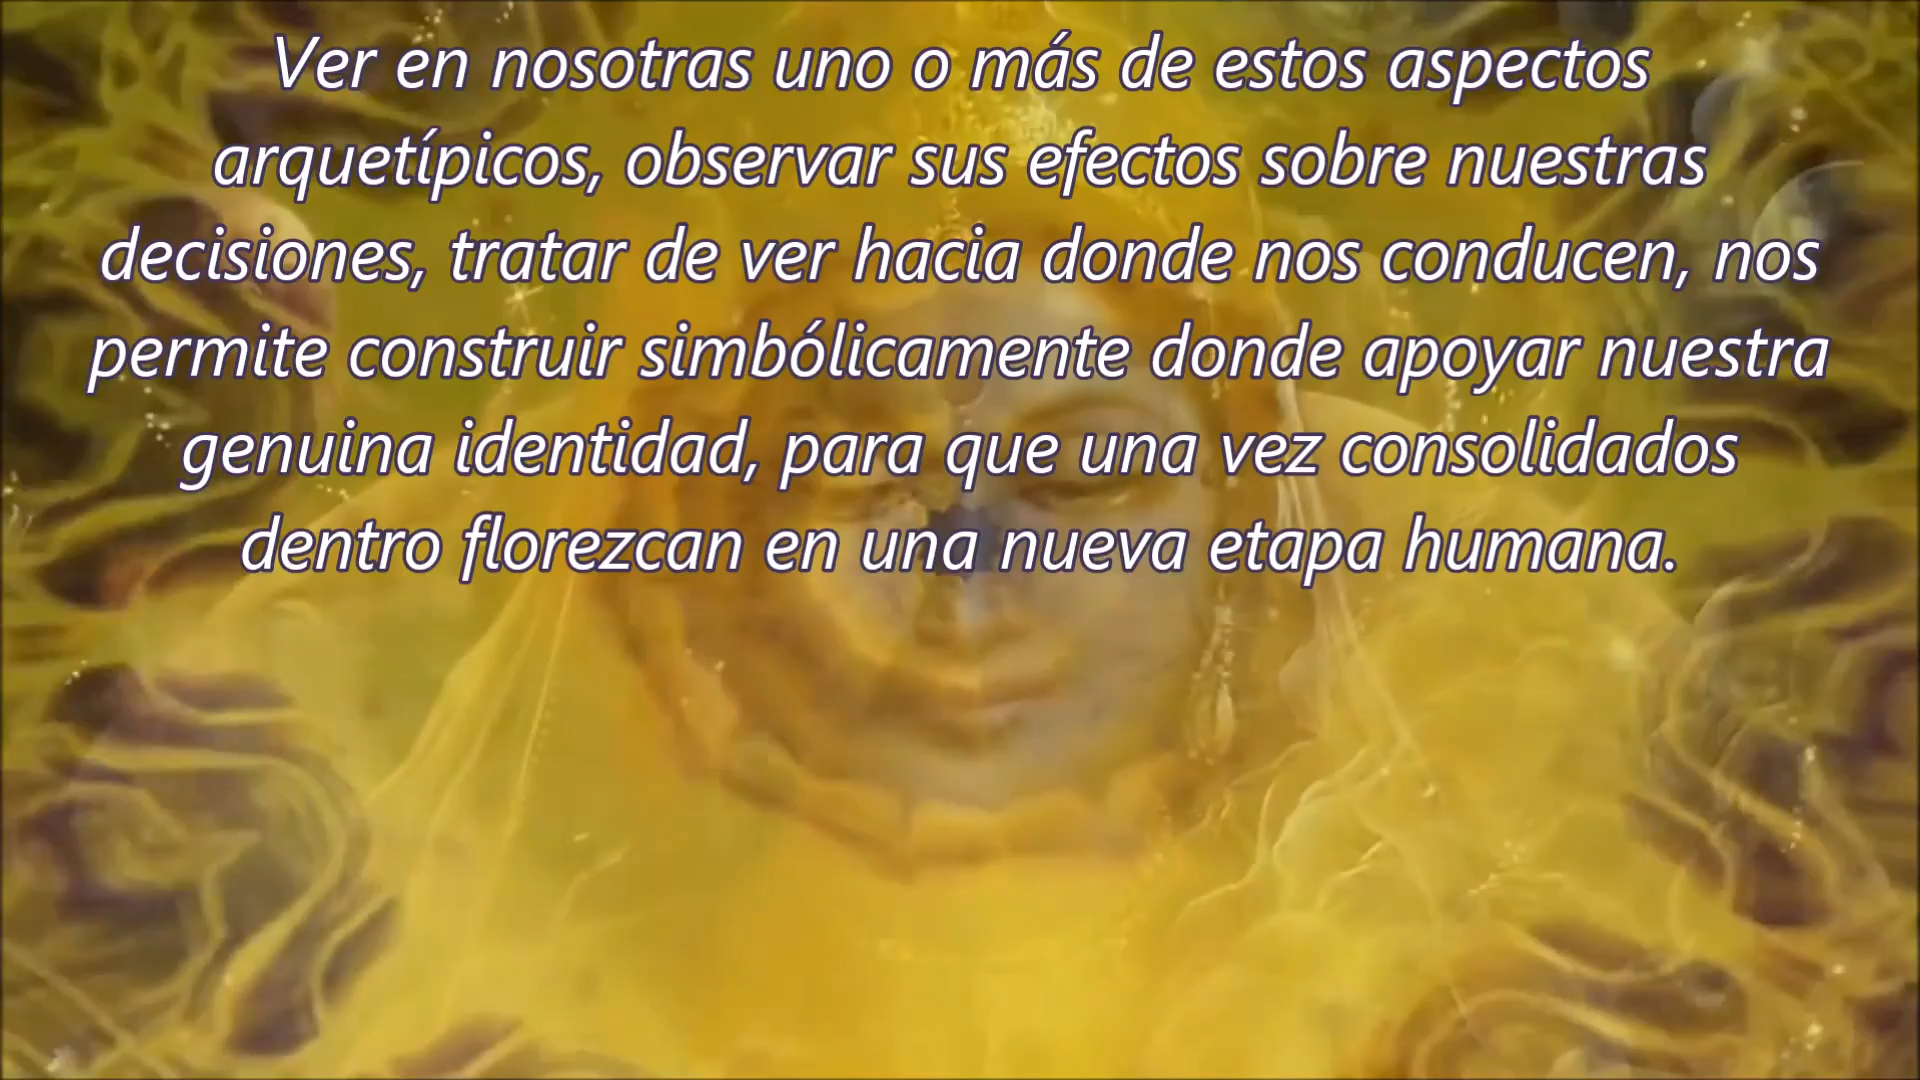 Ver en nosotras uno o más de estos aspectos
arquetípicos, observar sus efectos sobre nuestras
decisiones, tratar de ver hacia donde nos conducen, nos
permite construir simbólicamente donde apoyar nuestra
genuina identidad, para que una vez consolidados
dentro florezcan en una nueva etapa humana.